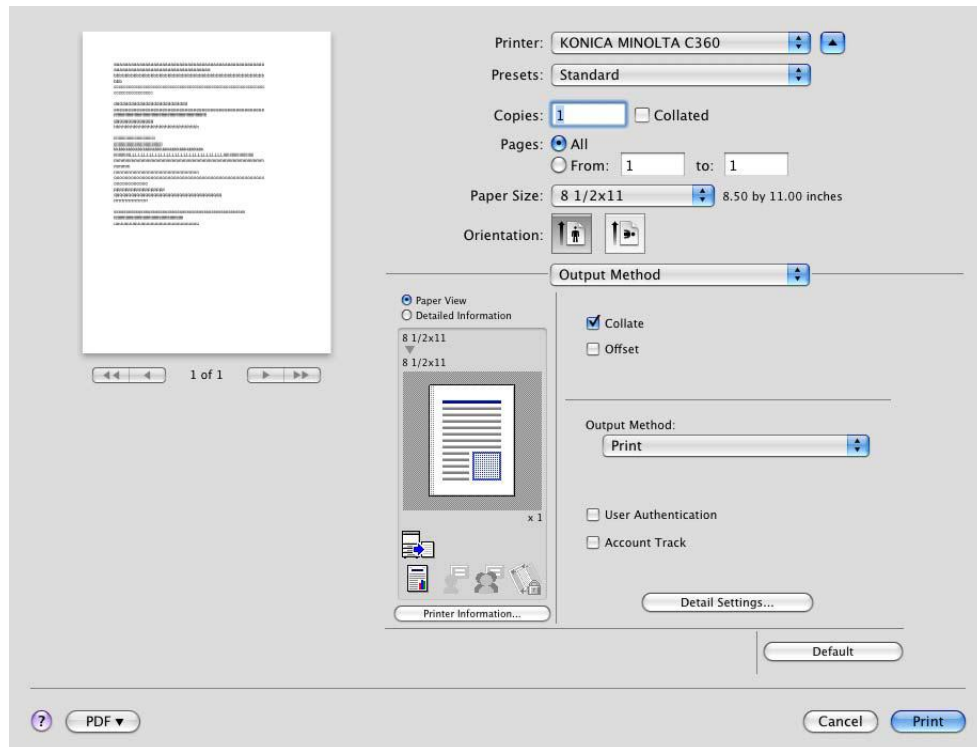 Printer: KONICA MINOLTA C360
Presets: Standard
Copies: 1 Collated
Pages: All
From: 1 to: 1
Paper Size: 8 1/2x11 8.50 by 11.00 inches
Orientation:
Output Method
1 of 1
Paper View
Detailed Information
8 1/2x11
8 1/2x11
x 1
Printer Information...
Collate
Offset
Output Method:
Print
User Authentication
Account Track
Detail Settings...
Default
?
PDF ▼
Cancel
Print